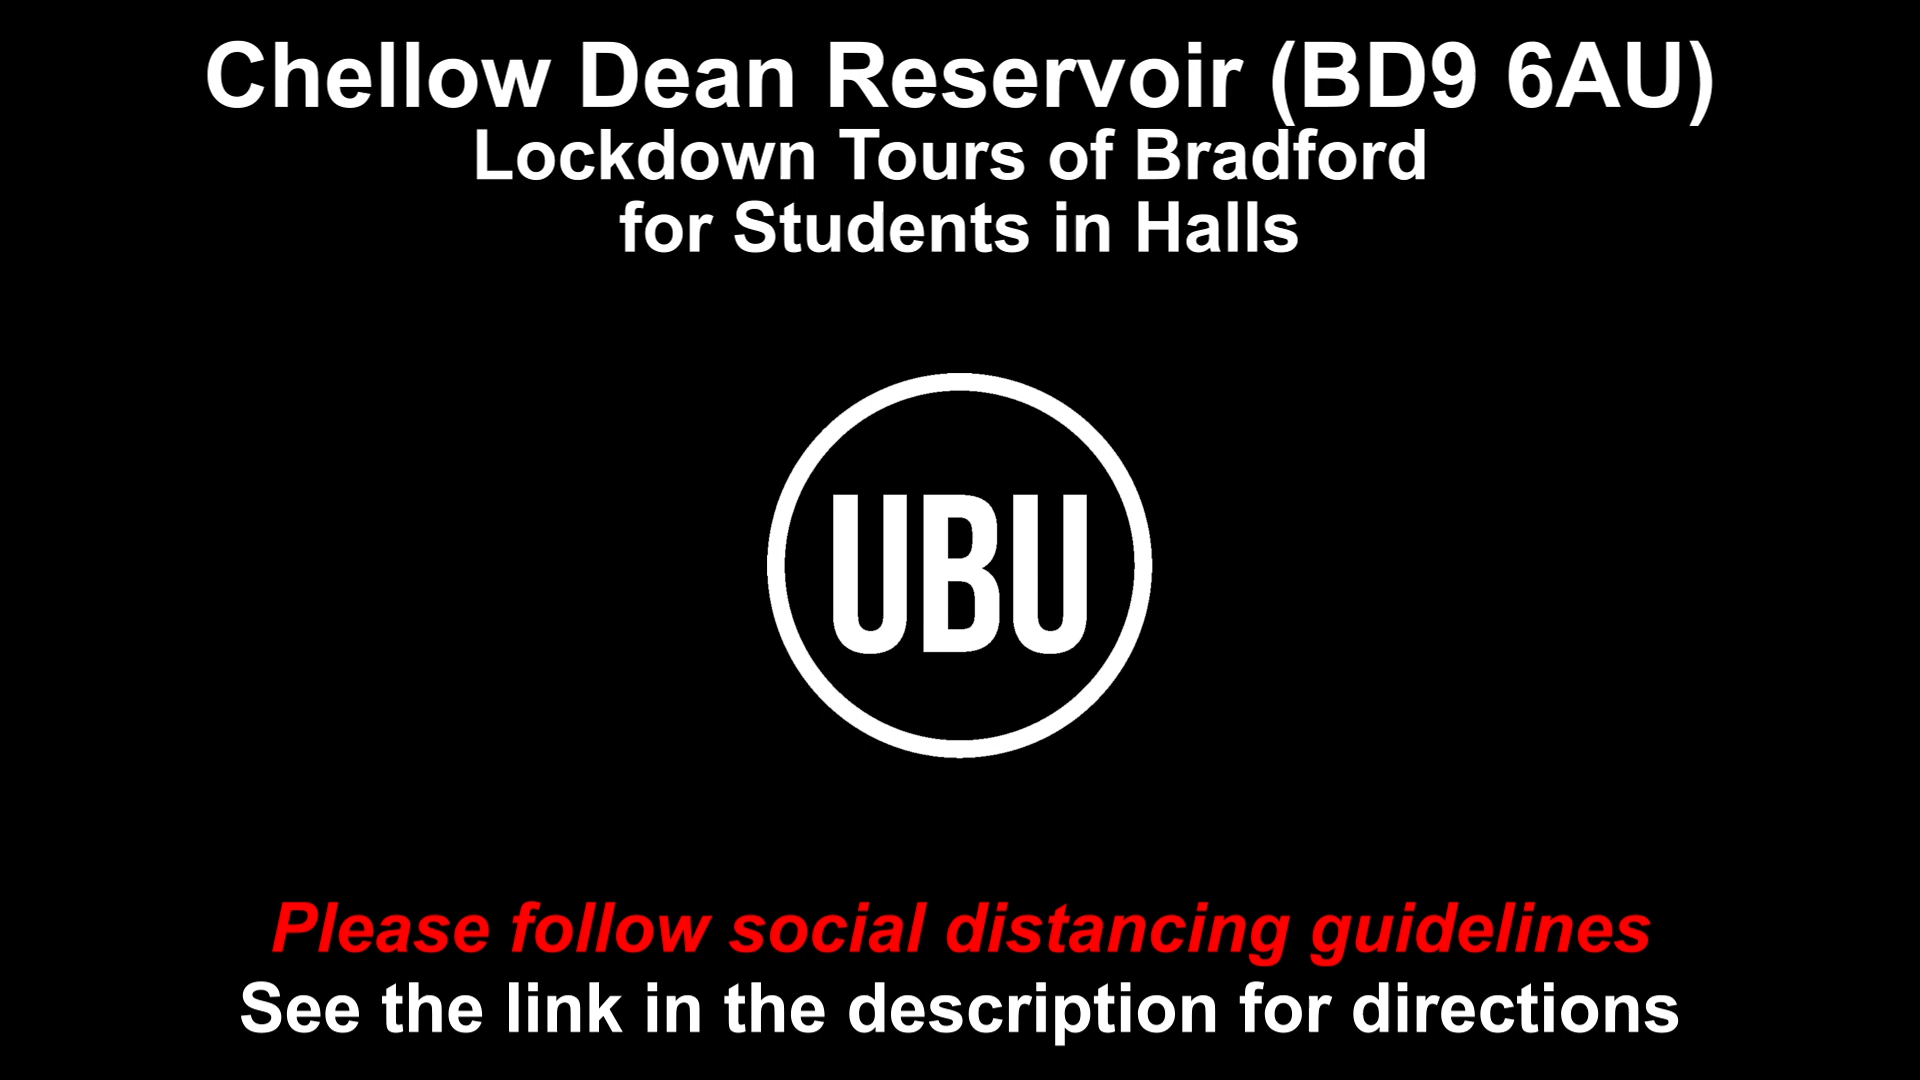 Chellow Dean Reservoir (BD9 6AU)
Lockdown Tours of Bradford
for Students in Halls
UBU
Please follow social distancing guidelines
See the link in the description for directions